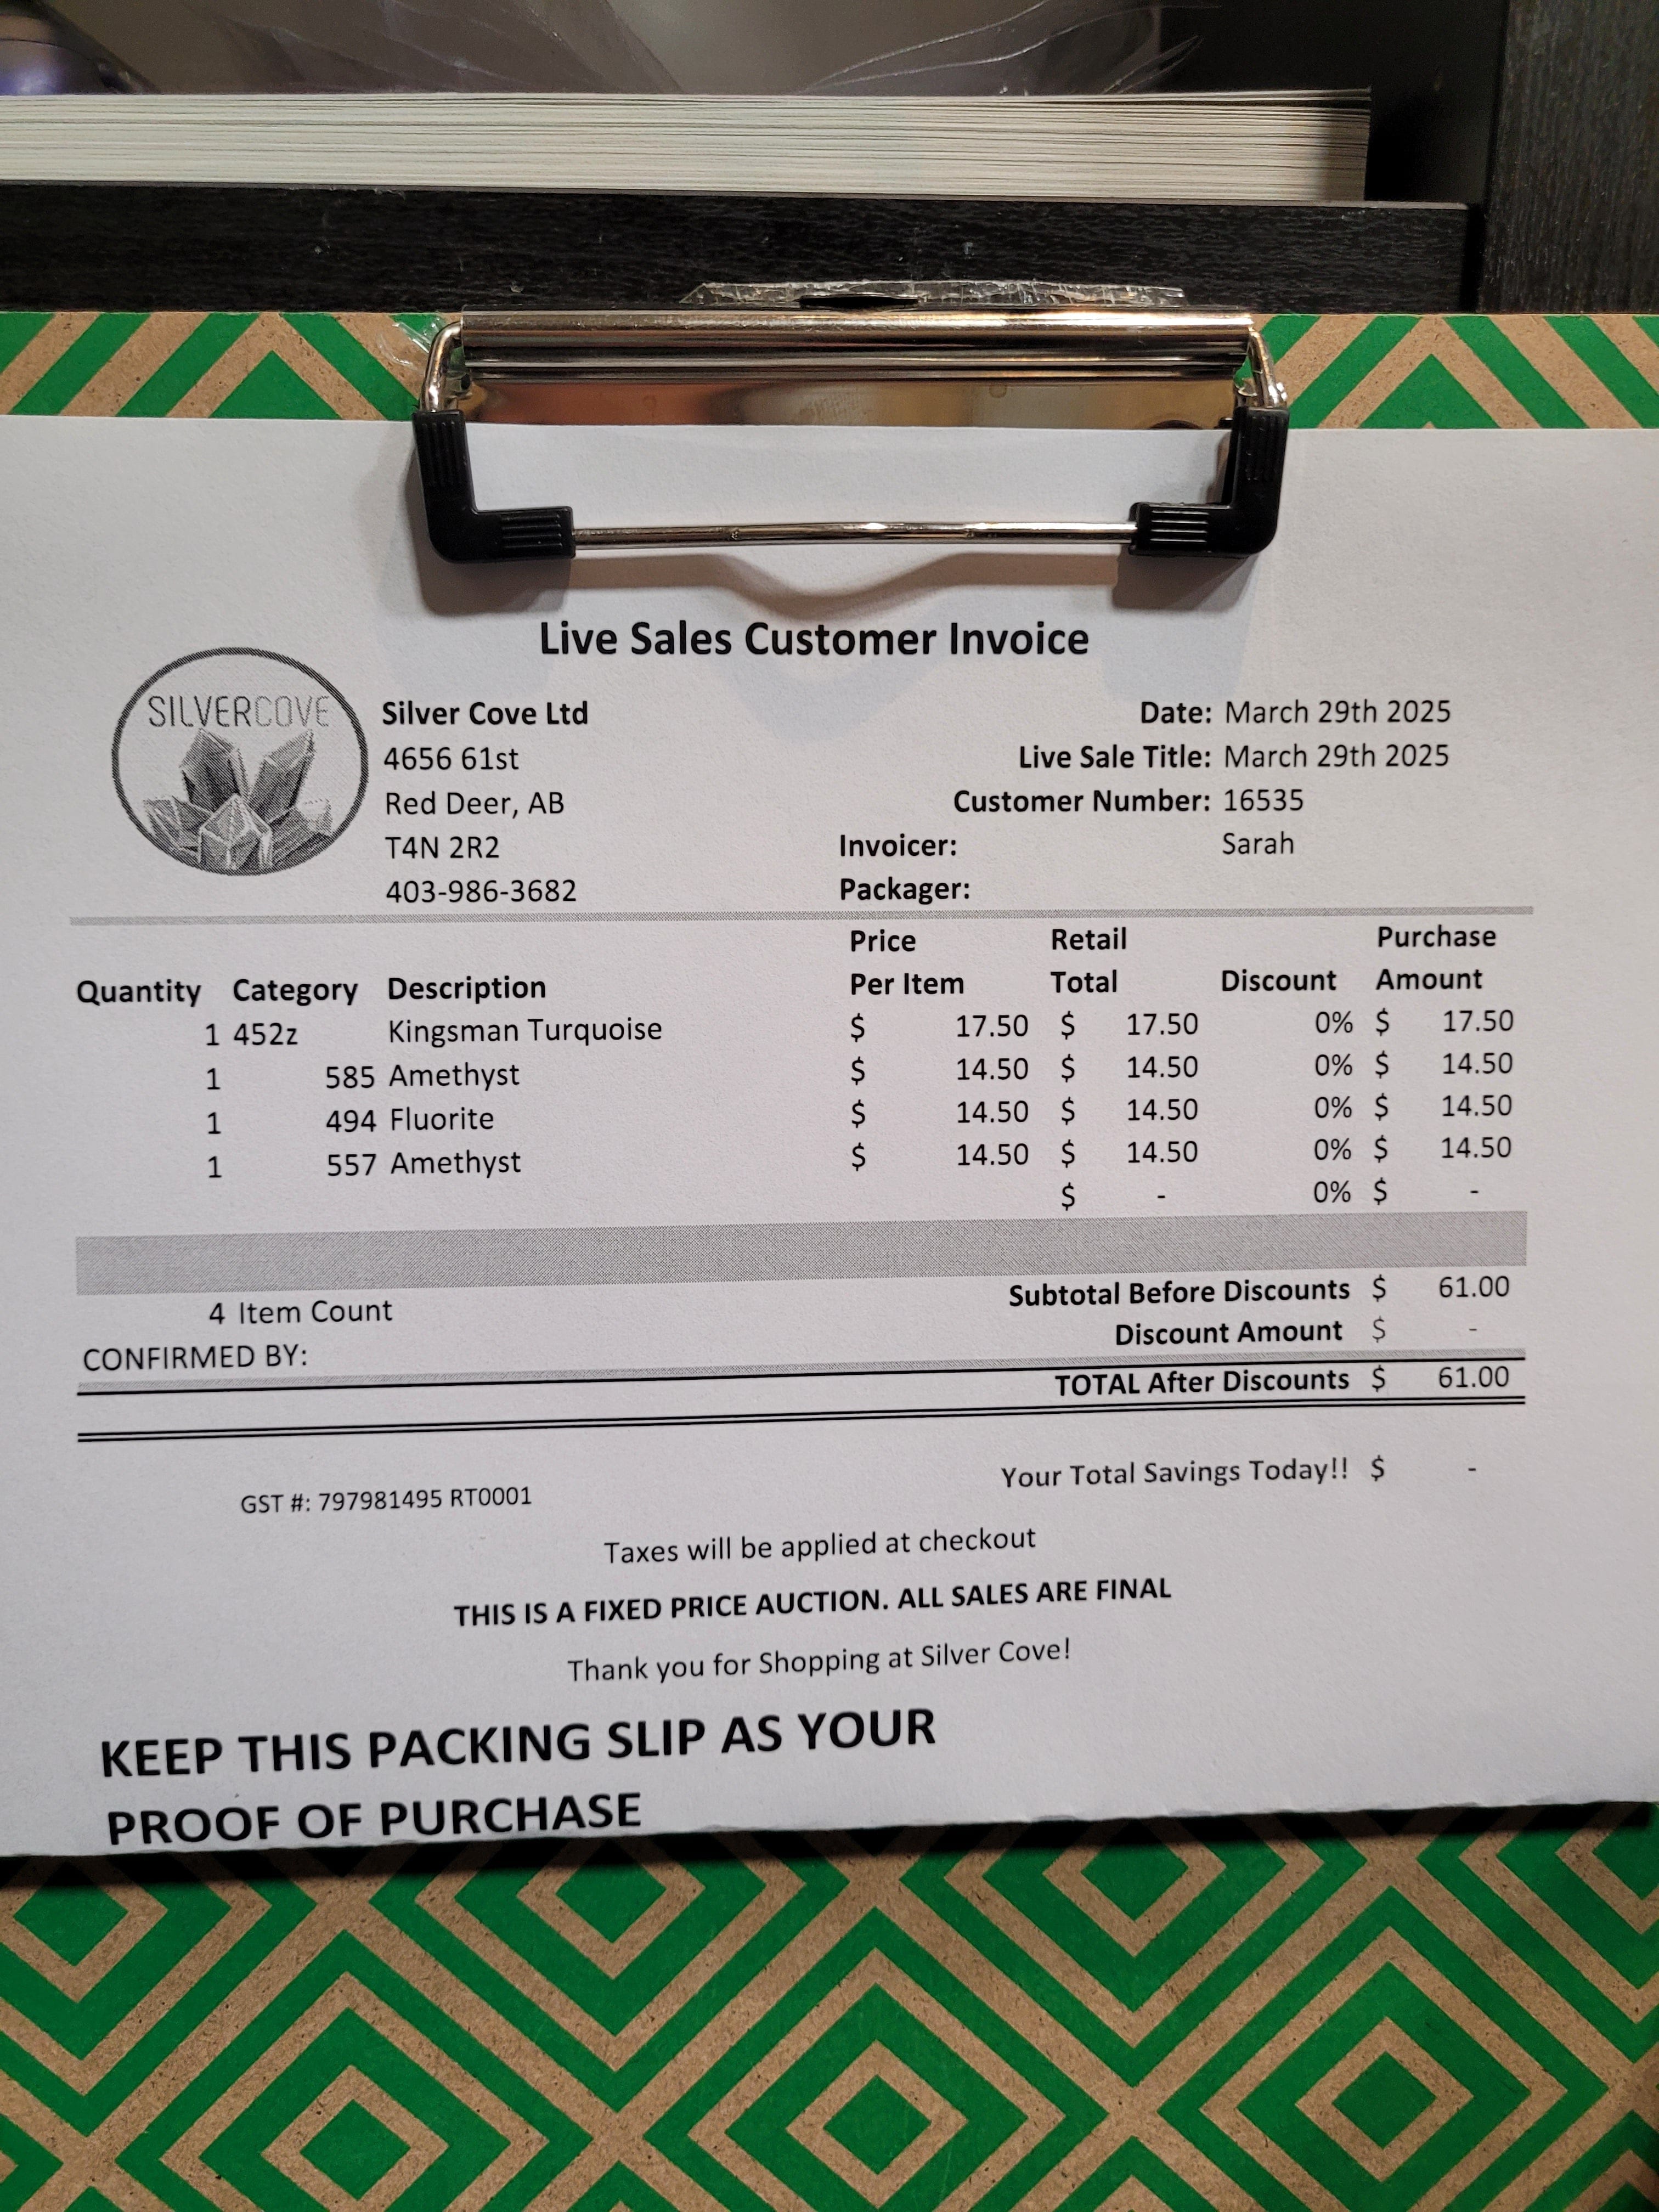 Live Sales Customer Invoice
SILVERCOVE
Silver Cove Ltd
4656 61st
Red Deer, AB
T4N 2R2
403-986-3682
Date: March 29th 2025
Live Sale Title: March 29th 2025
Customer Number: 16535
Invoicer: Sarah
Packager:
Quantity Category Description Price Per Item Retail Total Discount Purchase Amount
1 452z Kingsman Turquoise $ 17.50 $ 17.50 0% $ 17.50
1 585 Amethyst $ 14.50 $ 14.50 0% $ 14.50
1 494 Fluorite $ 14.50 $ 14.50 0% $ 14.50
1 557 Amethyst $ 14.50 $ 14.50 0% $ 14.50
$ - 0% $ -
Subtotal Before Discounts $ 61.00
4 Item Count
Discount Amount $ -
CONFIRMED BY:
TOTAL After Discounts $ 61.00
Your Total Savings Today!! $ -
GST #: 797981495 RT0001
Taxes will be applied at checkout
THIS IS A FIXED PRICE AUCTION. ALL SALES ARE FINAL
Thank you for Shopping at Silver Cove!
KEEP THIS PACKING SLIP AS YOUR
PROOF OF PURCHASE